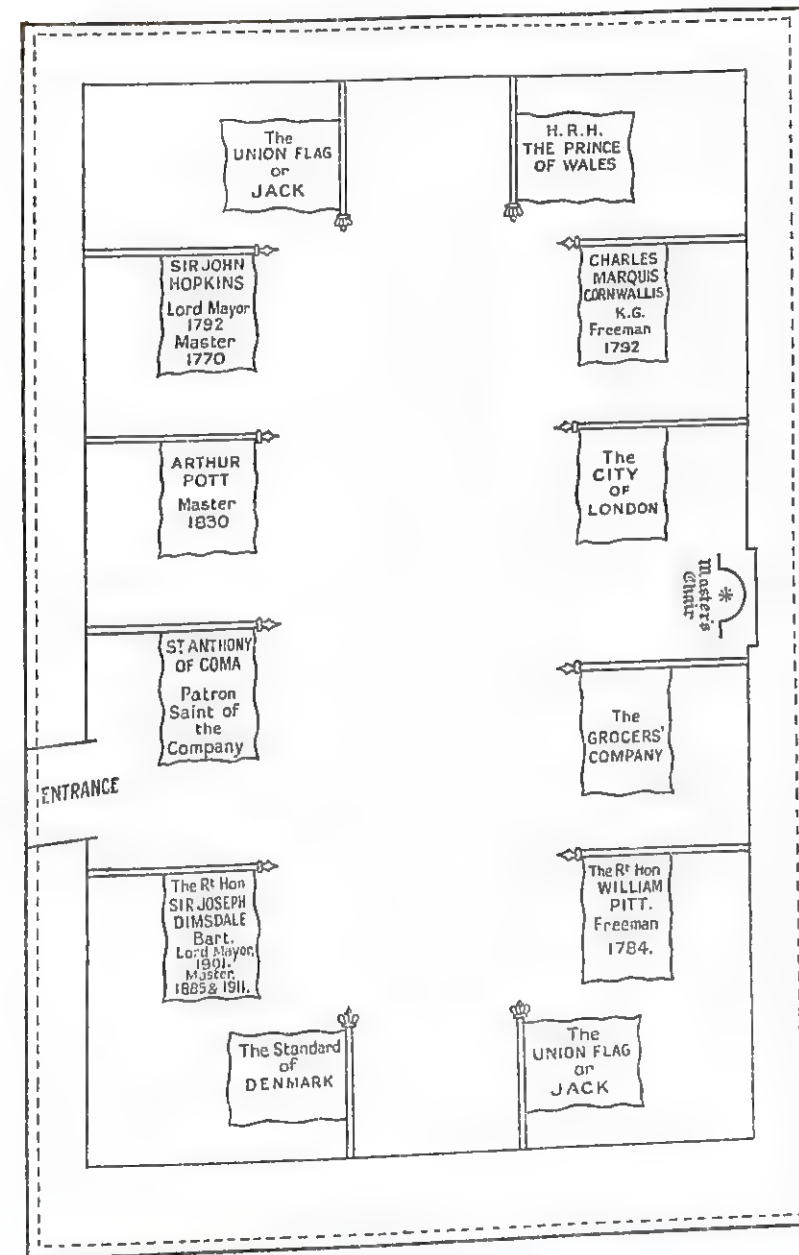 The
UNION FLAG
or
JACK
H.R.H.
THE PRINCE
OF WALES
SIR JOHN
HOPKINS
Lord Mayor
1792
Master
1770
CHARLES
MARQUIS
CORNWALLIS
K.G.
Freeman
1792
ARTHUR
POTT
Master
1830
The
CITY
OF
LONDON
Master's
Chair
ST ANTHONY
OF COMA
Patron
Saint of
the
Company
The
GROCERS'
COMPANY
ENTRANCE
The Rt Hon
SIR JOSEPH
DIMSDALE
Bart.
Lord Mayor,
1901.
Master,
1885 & 1911.
The Rt Hon
WILLIAM
PITT.
Freeman
1784.
The Standard
of
DENMARK
The
UNION FLAG
or
JACK